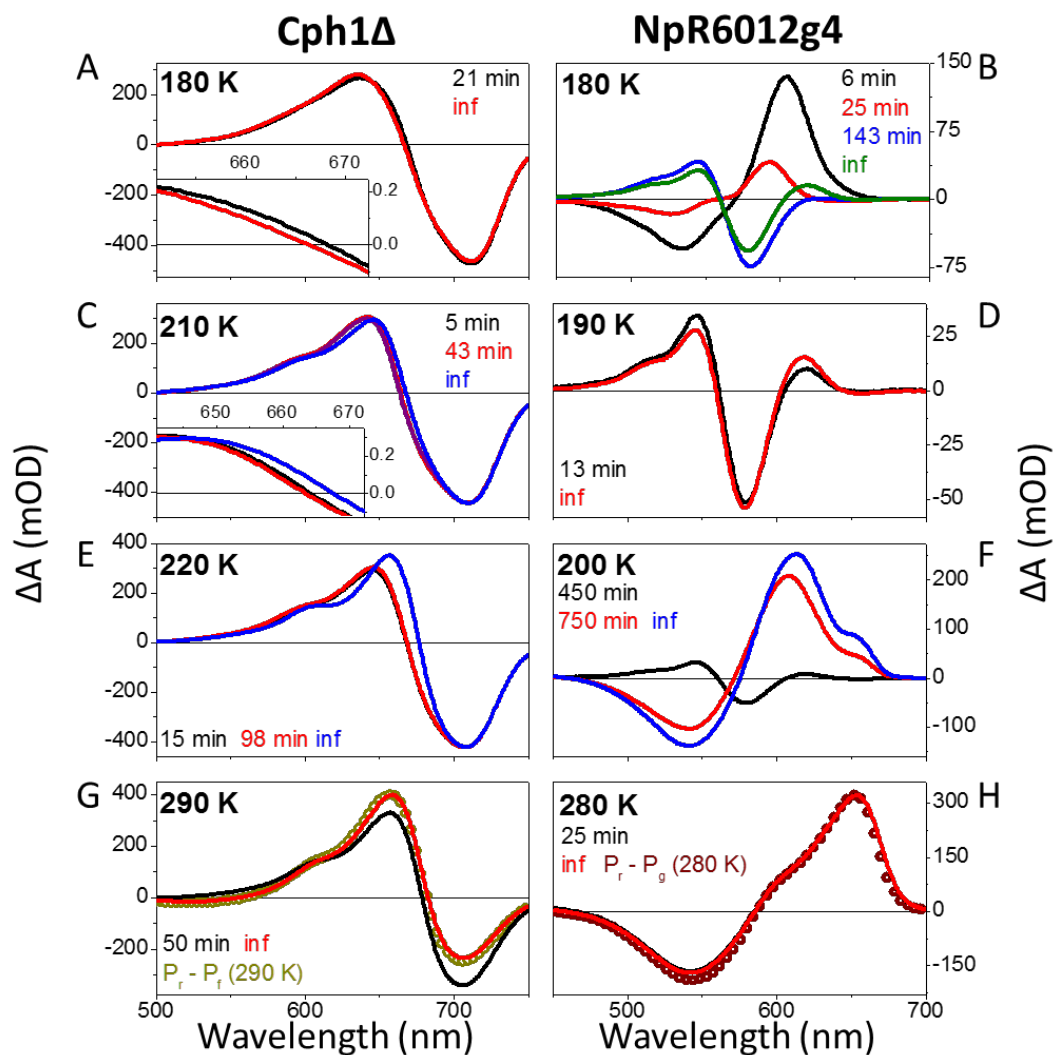 Cph1Δ NpR6012g4
A 180 K 21 min
inf
200
0
-200
-400
660 670
0.2
0.0
180 K 6 min B
25 min
143 min
inf
150
75
0
-75
C 210 K 5 min
43 min
inf
200
0
-200
-400
650 660 670
0.2
0.0
190 K D
13 min
inf
25
0
-25
-50
E 220 K
15 min 98 min inf
400
200
0
-200
-400
200 K F
450 min
750 min inf
200
100
0
-100
G 290 K
50 min inf
Pr - Pf (290 K)
400
200
0
-200
280 K H
25 min
inf Pr - Pg (280 K)
300
150
0
-150
500 600 700
500 600 700
Wavelength (nm) Wavelength (nm)
ΔA (mOD)
ΔA (mOD)